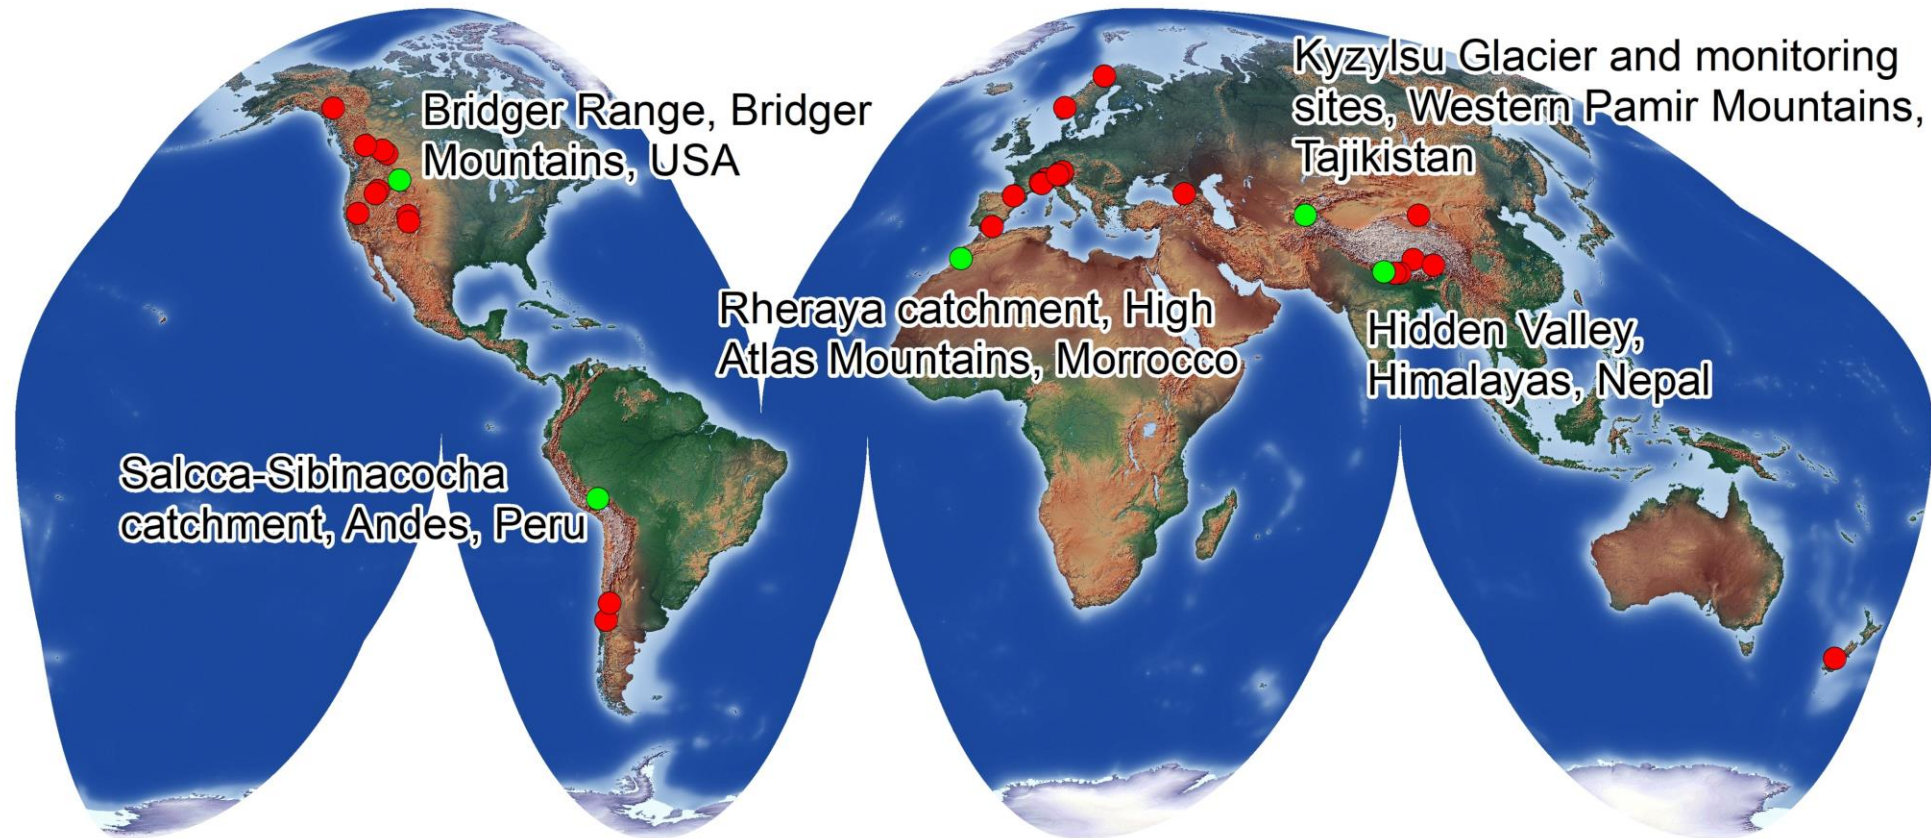 Kyzylsu Glacier and monitoring
sites, Western Pamir Mountains,
Tajikistan
Bridger Range, Bridger
Mountains, USA
Rheraya catchment, High
Atlas Mountains, Morrocco
Hidden Valley,
Himalayas, Nepal
Salcca-Sibinacocha
catchment, Andes, Peru